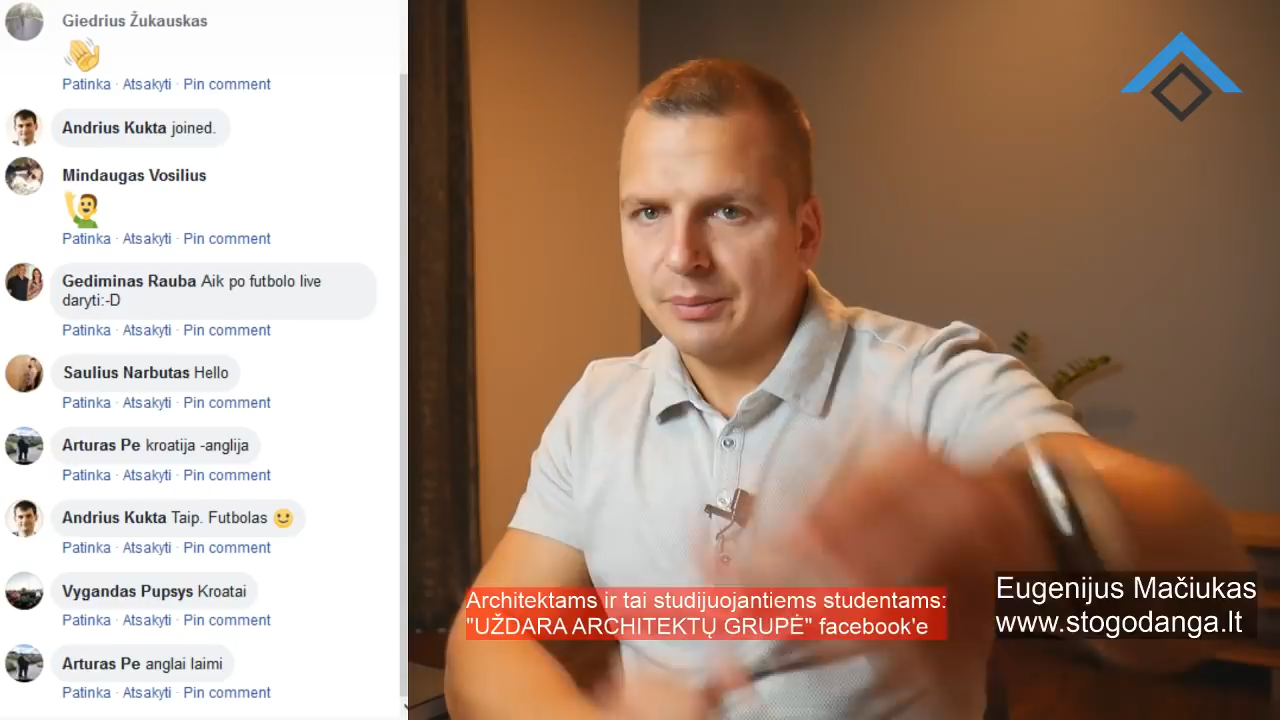 Giedrius Žukauskas
Patinka · Atsakyti · Pin comment
Andrius Kukta joined.
Mindaugas Vosilius
Patinka · Atsakyti · Pin comment
Gediminas Rauba Aik po futbolo live
daryti:-D
Patinka · Atsakyti · Pin comment
Saulius Narbutas Hello
Patinka · Atsakyti · Pin comment
Arturas Pe kroatija -anglija
Patinka · Atsakyti · Pin comment
Andrius Kukta Taip. Futbolas 🙂
Patinka · Atsakyti · Pin comment
Vygandas Pupsys Kroatai
Patinka · Atsakyti · Pin comment
Arturas Pe anglai laimi
Patinka · Atsakyti · Pin comment
Architektams ir tai studijuojantiems studentams:
"UŽDARA ARCHITEKTŲ GRUPĖ" facebook'e
Eugenijus Mačiukas
www.stogodanga.lt